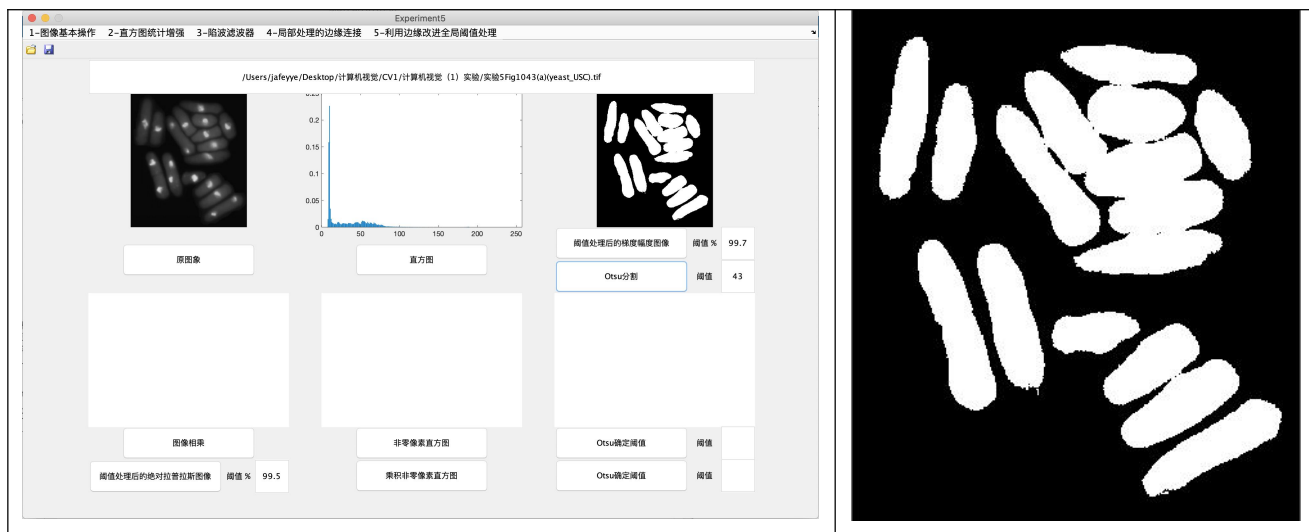 Experiment5
1-图像基本操作 2-直方图统计增强 3-陷波滤波器 4-局部处理的边缘连接 5-利用边缘改进全局阈值处理
/Users/jafeyye/Desktop/计算机视觉/CV1/计算机视觉（1）实验/实验5Fig1043(a)(yeast_USC).tif
0.25
0.2
0.15
0.1
0.05
0
0 50 100 150 200 250
阈值处理后的梯度幅度图像 阈值 % 99.7
原图象 直方图
Otsu分割 阈值 43
图像相乘 非零像素直方图 Otsu确定阈值 阈值
阈值处理后的绝对拉普拉斯图像 阈值 % 99.5 乘积非零像素直方图 Otsu确定阈值 阈值